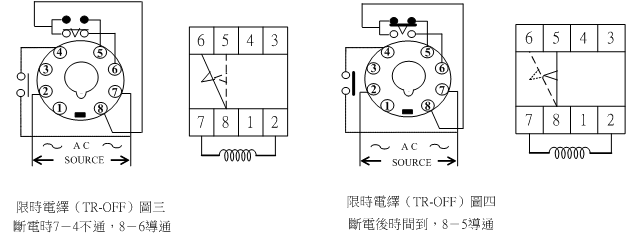 4 5
3 6
2 7
1 8
A C
SOURCE
6 5 4 3
7 8 1 2
限時電繹（TR-OFF）圖三
斷電時7－4不通，8－6導通
4 5
3 6
2 7
1 8
A C
SOURCE
6 5 4 3
7 8 1 2
限時電繹（TR-OFF）圖四
斷電後時間到，8－5導通